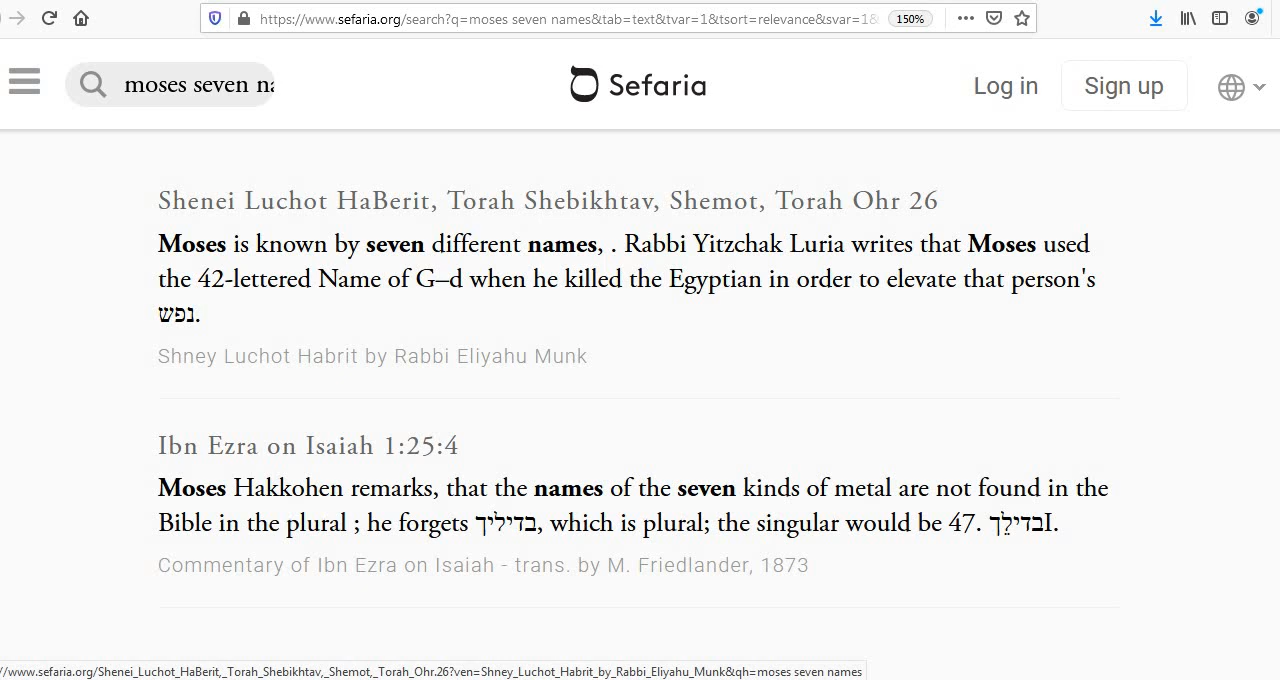 https://www.sefaria.org/search?q=moses seven names&tab=text&tvar=1&tsort=relevance&svar=1&
150%
moses seven na
Sefaria
Log in
Sign up
Shenei Luchot HaBerit, Torah Shebikhtav, Shemot, Torah Ohr 26
Moses is known by seven different names, . Rabbi Yitzchak Luria writes that Moses used
the 42-lettered Name of G–d when he killed the Egyptian in order to elevate that person's
נפש.
Shney Luchot Habrit by Rabbi Eliyahu Munk
Ibn Ezra on Isaiah 1:25:4
Moses Hakkohen remarks, that the names of the seven kinds of metal are not found in the
Bible in the plural ; he forgets בדיליך, which is plural; the singular would be 47. בדילֵךI.
Commentary of Ibn Ezra on Isaiah - trans. by M. Friedlander, 1873
//www.sefaria.org/Shenei_Luchot_HaBerit,_Torah_Shebikhtav,_Shemot,_Torah_Ohr.26?ven=Shney_Luchot_Habrit_by_Rabbi_Eliyahu_Munk&qh=moses seven names